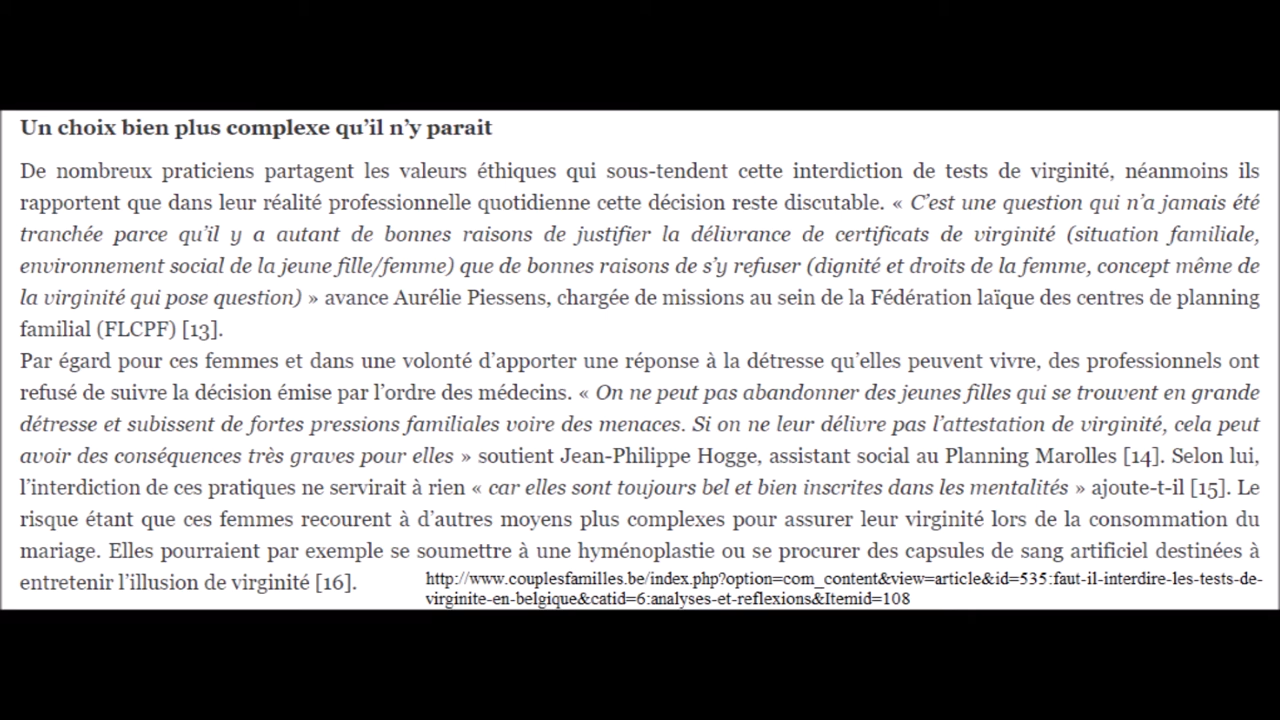 Un choix bien plus complexe qu’il n’y parait
De nombreux praticiens partagent les valeurs éthiques qui sous-tendent cette interdiction de tests de virginité, néanmoins ils
rapportent que dans leur réalité professionnelle quotidienne cette décision reste discutable. « C’est une question qui n’a jamais été
tranchée parce qu’il y a autant de bonnes raisons de justifier la délivrance de certificats de virginité (situation familiale,
environnement social de la jeune fille/femme) que de bonnes raisons de s’y refuser (dignité et droits de la femme, concept même de
la virginité qui pose question) » avance Aurélie Piessens, chargée de missions au sein de la Fédération laïque des centres de planning
familial (FLCPF) [13].
Par égard pour ces femmes et dans une volonté d’apporter une réponse à la détresse qu’elles peuvent vivre, des professionnels ont
refusé de suivre la décision émise par l’ordre des médecins. « On ne peut pas abandonner des jeunes filles qui se trouvent en grande
détresse et subissent de fortes pressions familiales voire des menaces. Si on ne leur délivre pas l’attestation de virginité, cela peut
avoir des conséquences très graves pour elles » soutient Jean-Philippe Hogge, assistant social au Planning Marolles [14]. Selon lui,
l’interdiction de ces pratiques ne servirait à rien « car elles sont toujours bel et bien inscrites dans les mentalités » ajoute-t-il [15]. Le
risque étant que ces femmes recourent à d’autres moyens plus complexes pour assurer leur virginité lors de la consommation du
mariage. Elles pourraient par exemple se soumettre à une hyménoplastie ou se procurer des capsules de sang artificiel destinées à
entretenir l’illusion de virginité [16].
http://www.couplesfamilles.be/index.php?option=com_content&view=article&id=535:faut-il-interdire-les-tests-de-
virginite-en-belgique&catid=6:analyses-et-reflexions&Itemid=108